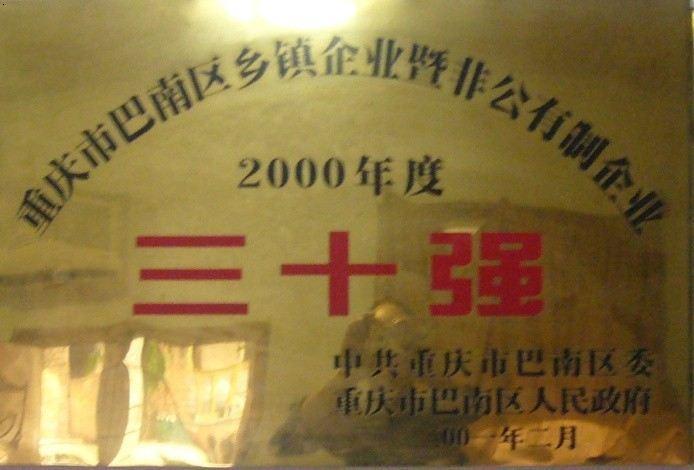 重庆市巴南区乡镇企业暨非公有制企业
2000年度
三十强
中共重庆市巴南区委
重庆市巴南区人民政府
00一年二月